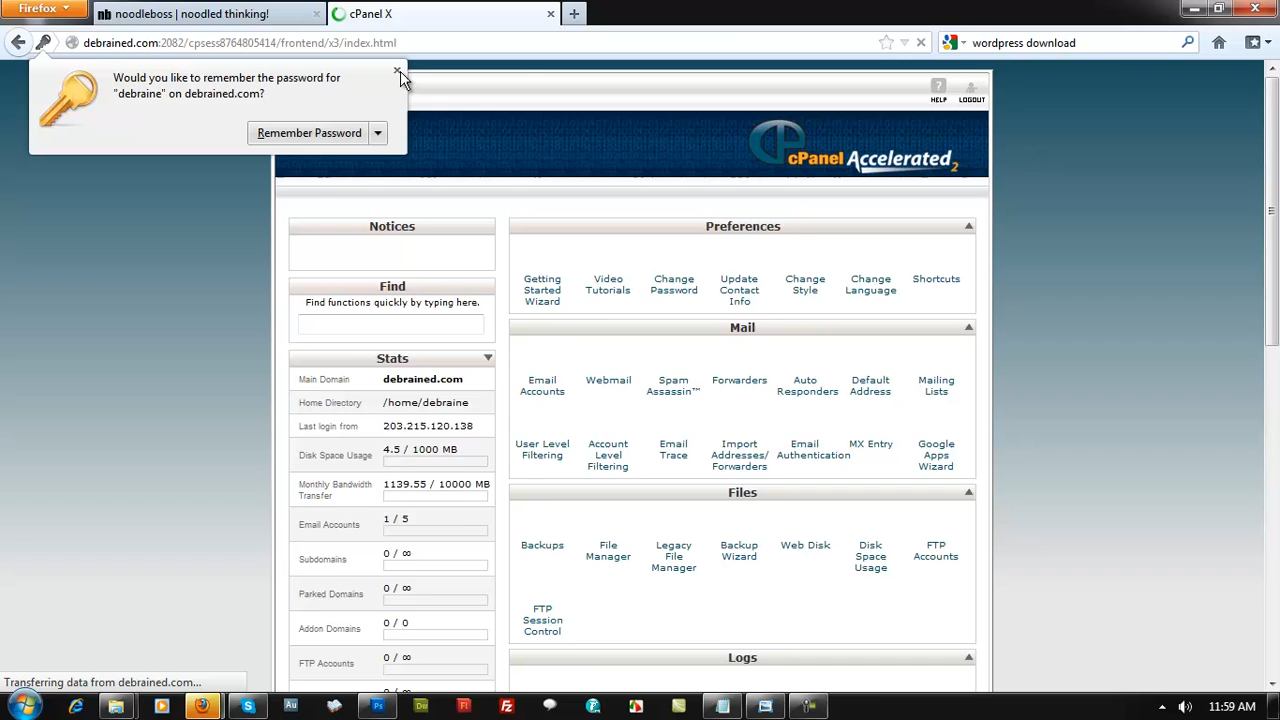 Firefox
noodleboss | noodled thinking!
cPanel X
debrained.com:2082/cpsess8764805414/frontend/x3/index.html
wordpress download
Would you like to remember the password for
"debraine" on debrained.com?
Remember Password
HELP
LOGOUT
cPanel Accelerated2
Notices
Find
Find functions quickly by typing here.
Stats
Main Domain debrained.com
Home Directory /home/debraine
Last login from 203.215.120.138
Disk Space Usage 4.5 / 1000 MB
Monthly Bandwidth
Transfer
1139.55 / 10000 MB
Email Accounts 1 / 5
Subdomains 0 / ∞
Parked Domains 0 / ∞
Addon Domains 0 / 0
FTP Accounts 0 / ∞
Preferences
Getting
Started
Wizard
Video
Tutorials
Change
Password
Update
Contact
Info
Change
Style
Change
Language
Shortcuts
Mail
Email
Accounts
Webmail
Spam
Assassin™
Forwarders
Auto
Responders
Default
Address
Mailing
Lists
User Level
Filtering
Account
Level
Filtering
Email
Trace
Import
Addresses/
Forwarders
Email
Authentication
MX Entry
Google
Apps
Wizard
Files
Backups
File
Manager
Legacy
File
Manager
Backup
Wizard
Web Disk
Disk
Space
Usage
FTP
Accounts
FTP
Session
Control
Logs
Transferring data from debrained.com...
Au
Ps
Dw
Fl
Fz
11:59 AM